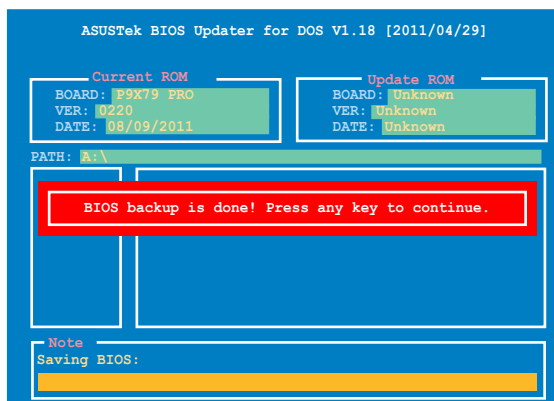 ASUSTek BIOS Updater for DOS V1.18 [2011/04/29]
Current ROM
BOARD: P9X79 PRO
VER: 0220
DATE: 08/09/2011
Update ROM
BOARD: Unknown
VER: Unknown
DATE: Unknown
PATH: A:\
BIOS backup is done! Press any key to continue.
Note
Saving BIOS: